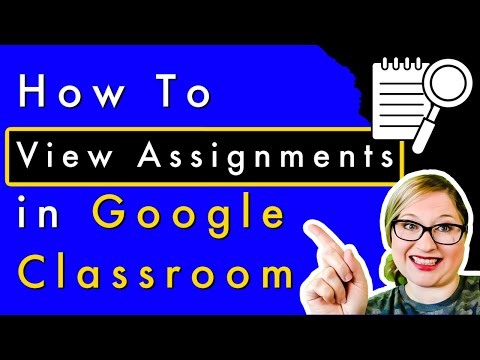 How To
View Assignments
in Google
Classroom